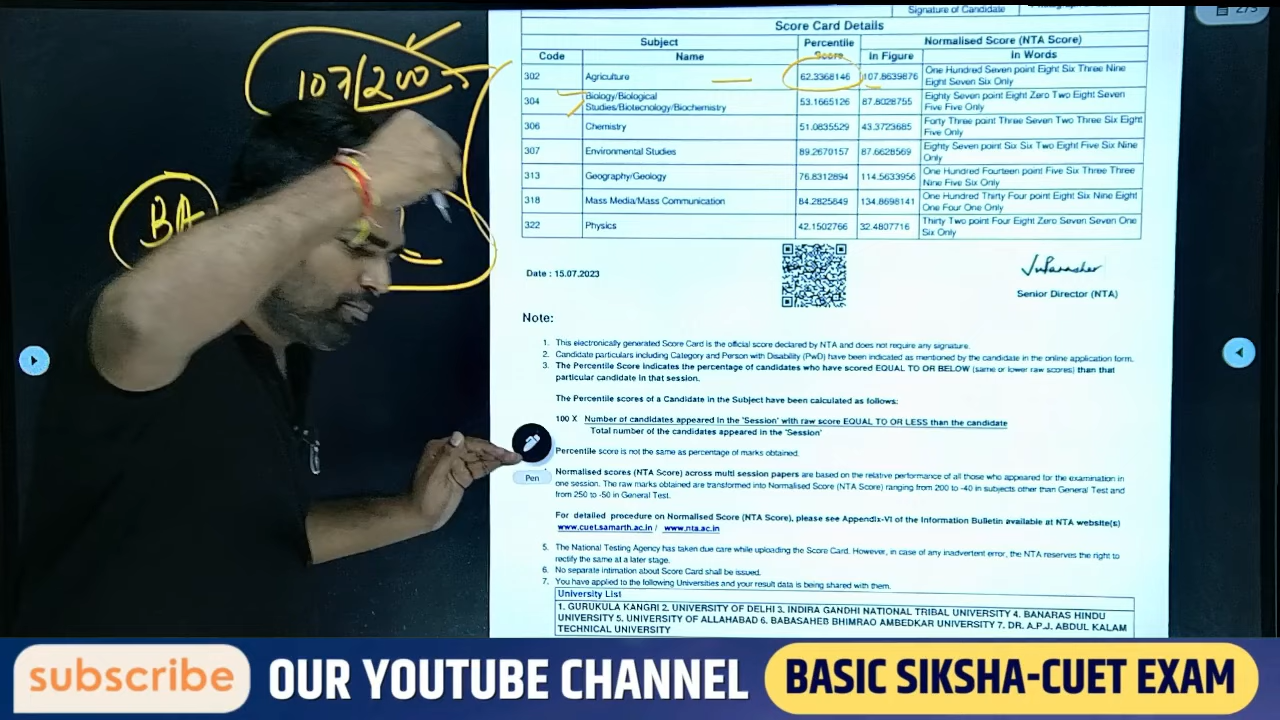 2/3
Signature of Candidate
Score Card Details
Subject Percentile Score Normalised Score (NTA Score)
Code Name In Figure In Words
302 Agriculture 62.3368146 107.8639876 One Hundred Seven point Eight Six Three Nine
Eight Seven Six Only
304 Biology/Biological
Studies/Biotecnology/Biochemistry 53.1665126 87.8028755 Eighty Seven point Eight Zero Two Eight Seven
Five Five Only
306 Chemistry 51.0835529 43.3723685 Forty Three point Three Seven Two Three Six Eight
Five Only
307 Environmental Studies 89.2670157 87.6628569 Eighty Seven point Six Six Two Eight Five Six Nine
Only
313 Geography/Geology 76.8312894 114.5633956 One Hundred Fourteen point Five Six Three Three
Nine Five Six Only
318 Mass Media/Mass Communication 84.2825849 134.8698141 One Hundred Thirty Four point Eight Six Nine Eight
One Four One Only
322 Physics 42.1502766 32.4807716 Thirty Two point Four Eight Zero Seven Seven One
Six Only
107/200
BA
Date : 15.07.2023
Senior Director (NTA)
Note:
1. This electronically generated Score Card is the official score declared by NTA and does not require any signature.
2. Candidate particulars including Category and Person with Disability (PwD) have been indicated as mentioned by the candidate in the online application form.
3. The Percentile Score indicates the percentage of candidates who have scored EQUAL TO OR BELOW (same or lower raw scores) than that
particular candidate in that session.
The Percentile scores of a Candidate in the Subject have been calculated as follows:
100 X Number of candidates appeared in the 'Session' with raw score EQUAL TO OR LESS than the candidate
Total number of the candidates appeared in the 'Session'
Percentile score is not the same as percentage of marks obtained.
Pen
Normalised scores (NTA Score) across multi session papers are based on the relative performance of all those who appeared for the examination in
one session. The raw marks obtained are transformed into Normalised Score (NTA Score) ranging from 200 to -40 in subjects other than General Test and
from 250 to -50 in General Test.
For detailed procedure on Normalised Score (NTA Score), please see Appendix-VI of the Information Bulletin available at NTA website(s)
www.cuet.samarth.ac.in / www.nta.ac.in
5. The National Testing Agency has taken due care while uploading the Score Card. However, in case of any inadvertent error, the NTA reserves the right to
rectify the same at a later stage.
6. No separate intimation about Score Card shall be issued.
7. You have applied to the following Universities and your result data is being shared with them.
University List
1. GURUKULA KANGRI 2. UNIVERSITY OF DELHI 3. INDIRA GANDHI NATIONAL TRIBAL UNIVERSITY 4. BANARAS HINDU
UNIVERSITY 5. UNIVERSITY OF ALLAHABAD 6. BABASAHEB BHIMRAO AMBEDKAR UNIVERSITY 7. DR. A.P.J. ABDUL KALAM
TECHNICAL UNIVERSITY
subscribe OUR YOUTUBE CHANNEL BASIC SIKSHA-CUET EXAM